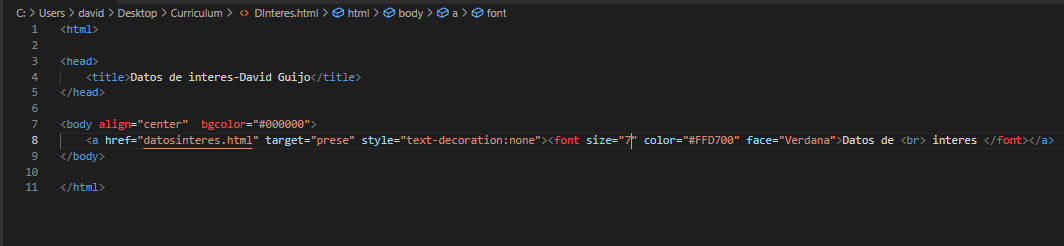 C: > Users > david > Desktop > Curriculum > DInteres.html > html > body > a > font
1 <html>
2
3 <head>
4 <title>Datos de interes-David Guijo</title>
5 </head>
6
7 <body align="center"  bgcolor="#000000">
8 <a href="datosinteres.html" target="prese" style="text-decoration:none"><font size="7" color="#FFD700" face="Verdana">Datos de <br> interes </font></a>
9 </body>
10
11 </html>